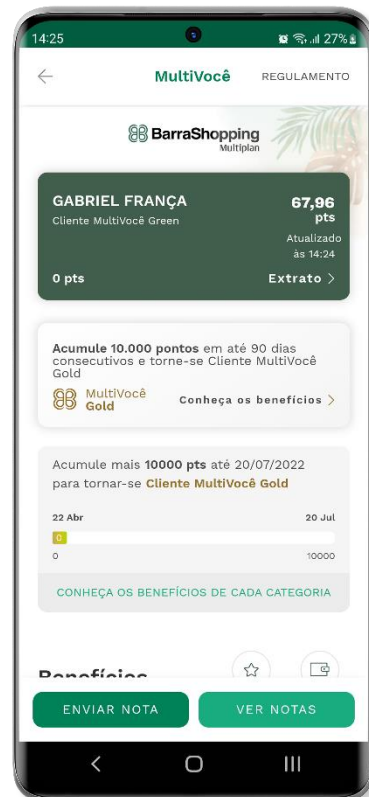 14:25 27%
MultiVocê REGULAMENTO
BarraShopping
Multiplan
GABRIEL FRANÇA 67,96
Cliente MultiVocê Green pts
Atualizado
às 14:24
0 pts Extrato >
Acumule 10.000 pontos em até 90 dias
consecutivos e torne-se Cliente MultiVocê
Gold
MultiVocê
Gold Conheça os benefícios >
Acumule mais 10000 pts até 20/07/2022
para tornar-se Cliente MultiVocê Gold
22 Abr 20 Jul
0
0 10000
CONHEÇA OS BENEFÍCIOS DE CADA CATEGORIA
Benefícios
ENVIAR NOTA VER NOTAS